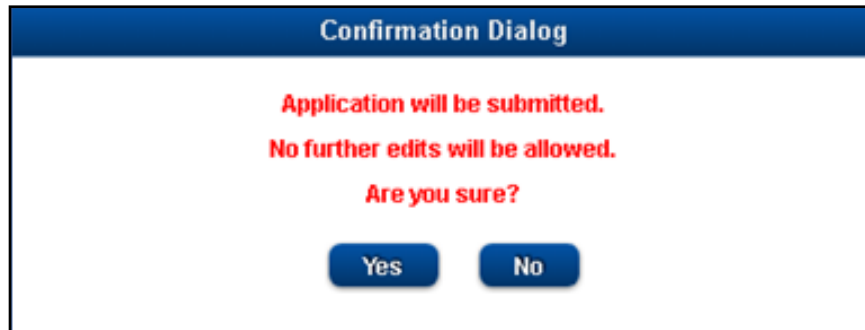 Confirmation Dialog
Application will be submitted.
No further edits will be allowed.
Are you sure?
Yes No